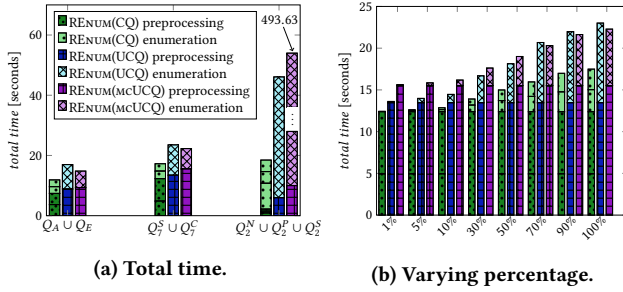 493.63
60
40
20
0
total time [seconds]
RENUM(CQ) preprocessing
RENUM(CQ) enumeration
RENUM(UCQ) preprocessing
RENUM(UCQ) enumeration
RENUM(MCUCQ) preprocessing
RENUM(MCUCQ) enumeration
Q_A ∪ Q_E
Q_7^S ∪ Q_7^C
Q_2^N ∪ Q_2^P ∪ Q_2^S
(a) Total time.
25
20
15
10
5
0
total time [seconds]
1%
5%
10%
30%
50%
70%
90%
100%
(b) Varying percentage.